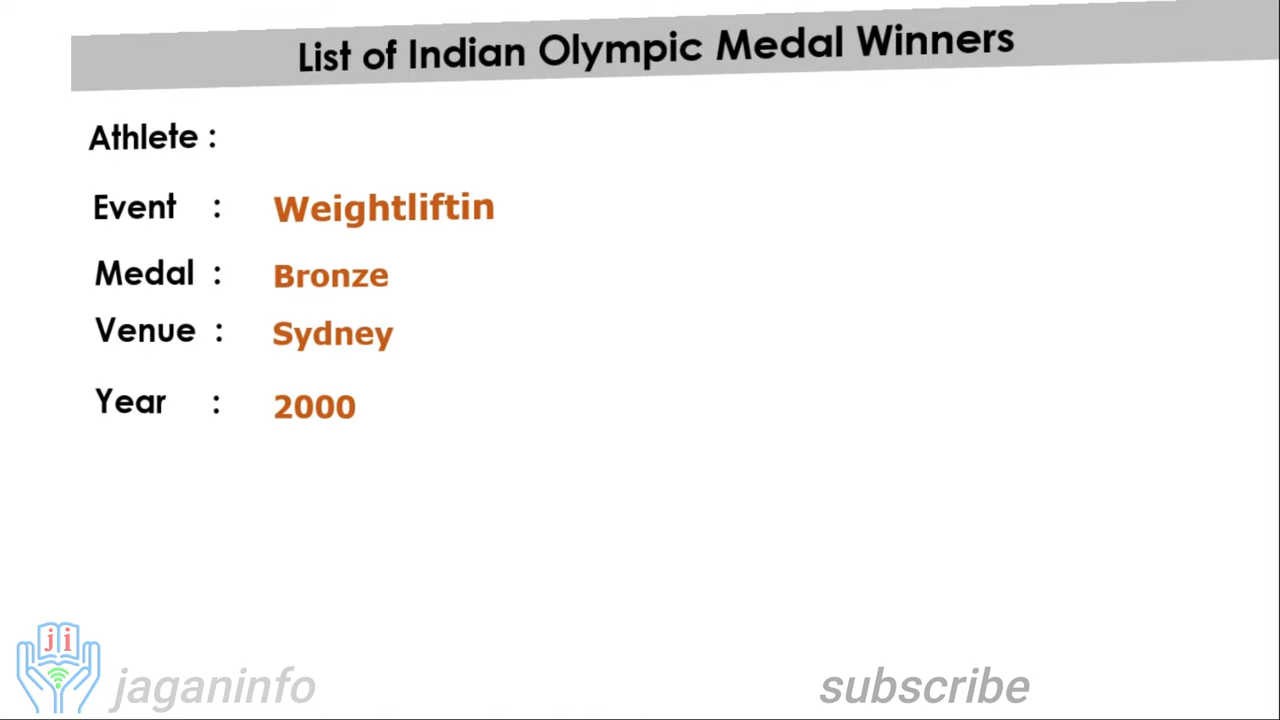 List of Indian Olympic Medal Winners
Athlete :
Event : Weightliftin
Medal : Bronze
Venue : Sydney
Year : 2000
ji
jaganinfo
subscribe